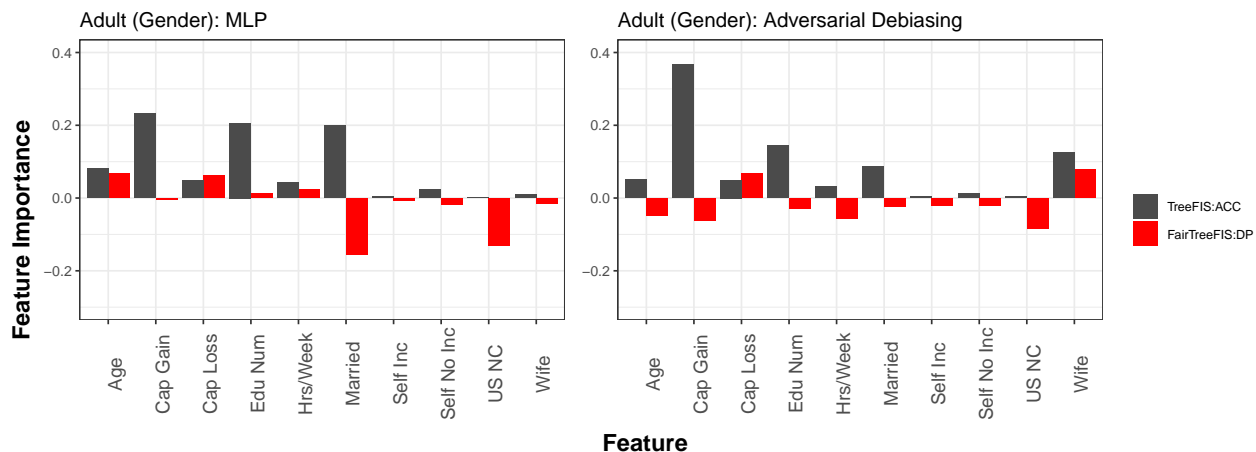 Adult (Gender): MLP
Adult (Gender): Adversarial Debiasing
Feature Importance
0.4
0.2
0.0
−0.2
Age
Cap Gain
Cap Loss
Edu Num
Hrs/Week
Married
Self Inc
Self No Inc
US NC
Wife
0.4
0.2
0.0
−0.2
Age
Cap Gain
Cap Loss
Edu Num
Hrs/Week
Married
Self Inc
Self No Inc
US NC
Wife
Feature
TreeFIS:ACC
FairTreeFIS:DP